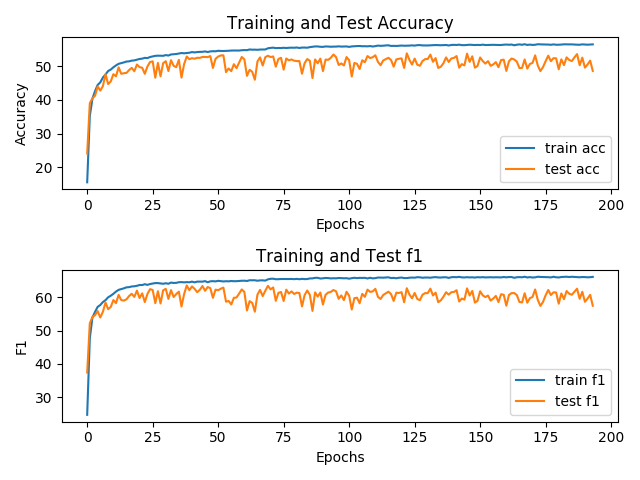 Training and Test Accuracy
Accuracy
50
40
30
20
0 25 50 75 100 125 150 175 200
Epochs
train acc
test acc
Training and Test f1
F1
60
50
40
30
0 25 50 75 100 125 150 175 200
Epochs
train f1
test f1